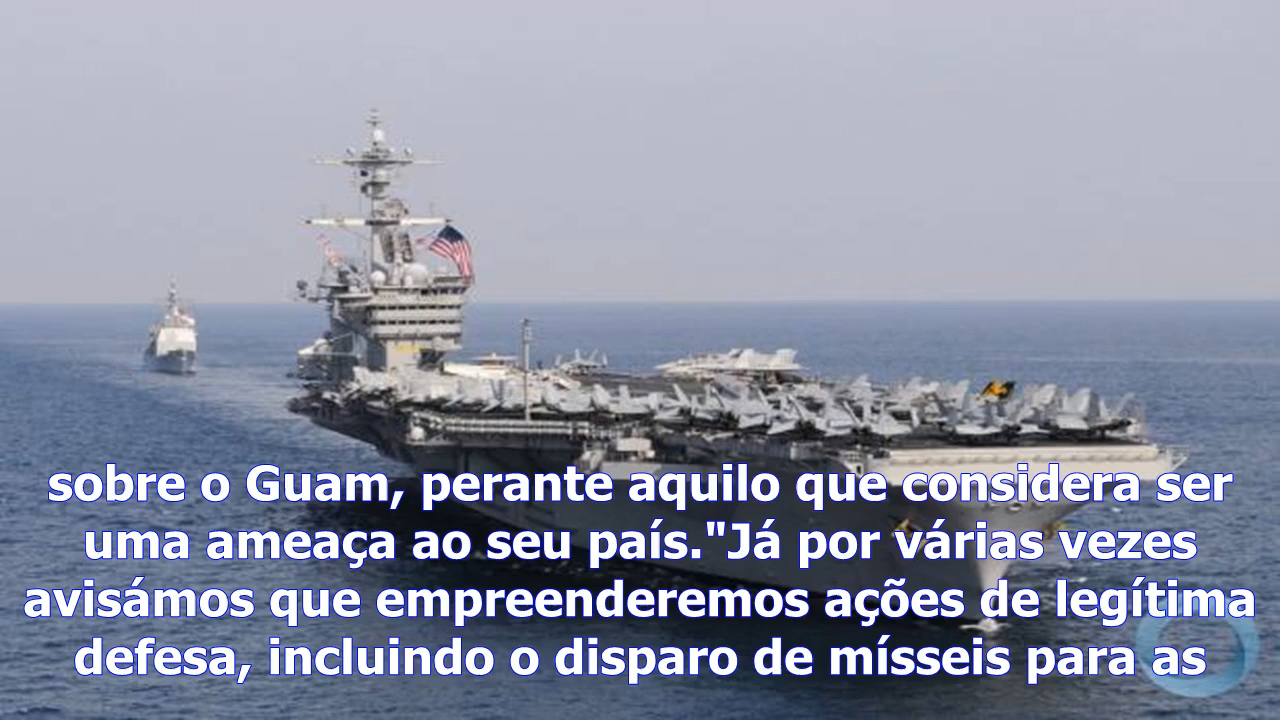 sobre o Guam, perante aquilo que considera ser
uma ameaça ao seu país."Já por várias vezes
avisámos que empreenderemos ações de legítima
defesa, incluindo o disparo de mísseis para as